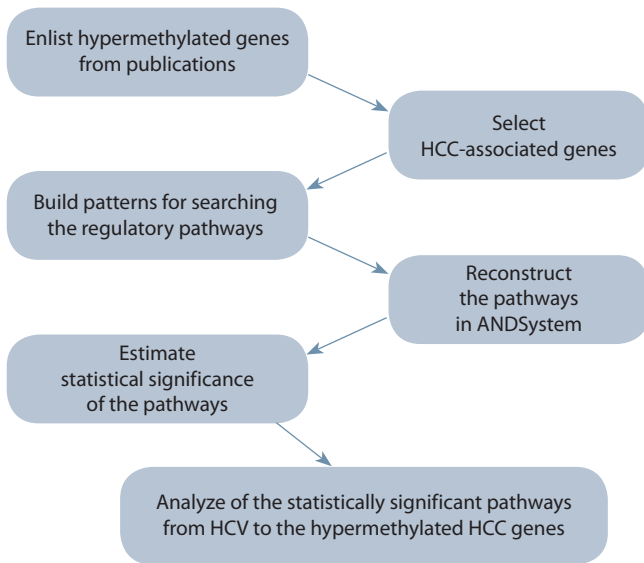 Enlist hypermethylated genes
from publications
Select
HCC-associated genes
Build patterns for searching
the regulatory pathways
Reconstruct
the pathways
in ANDSystem
Estimate
statistical significance
of the pathways
Analyze of the statistically significant pathways
from HCV to the hypermethylated HCC genes